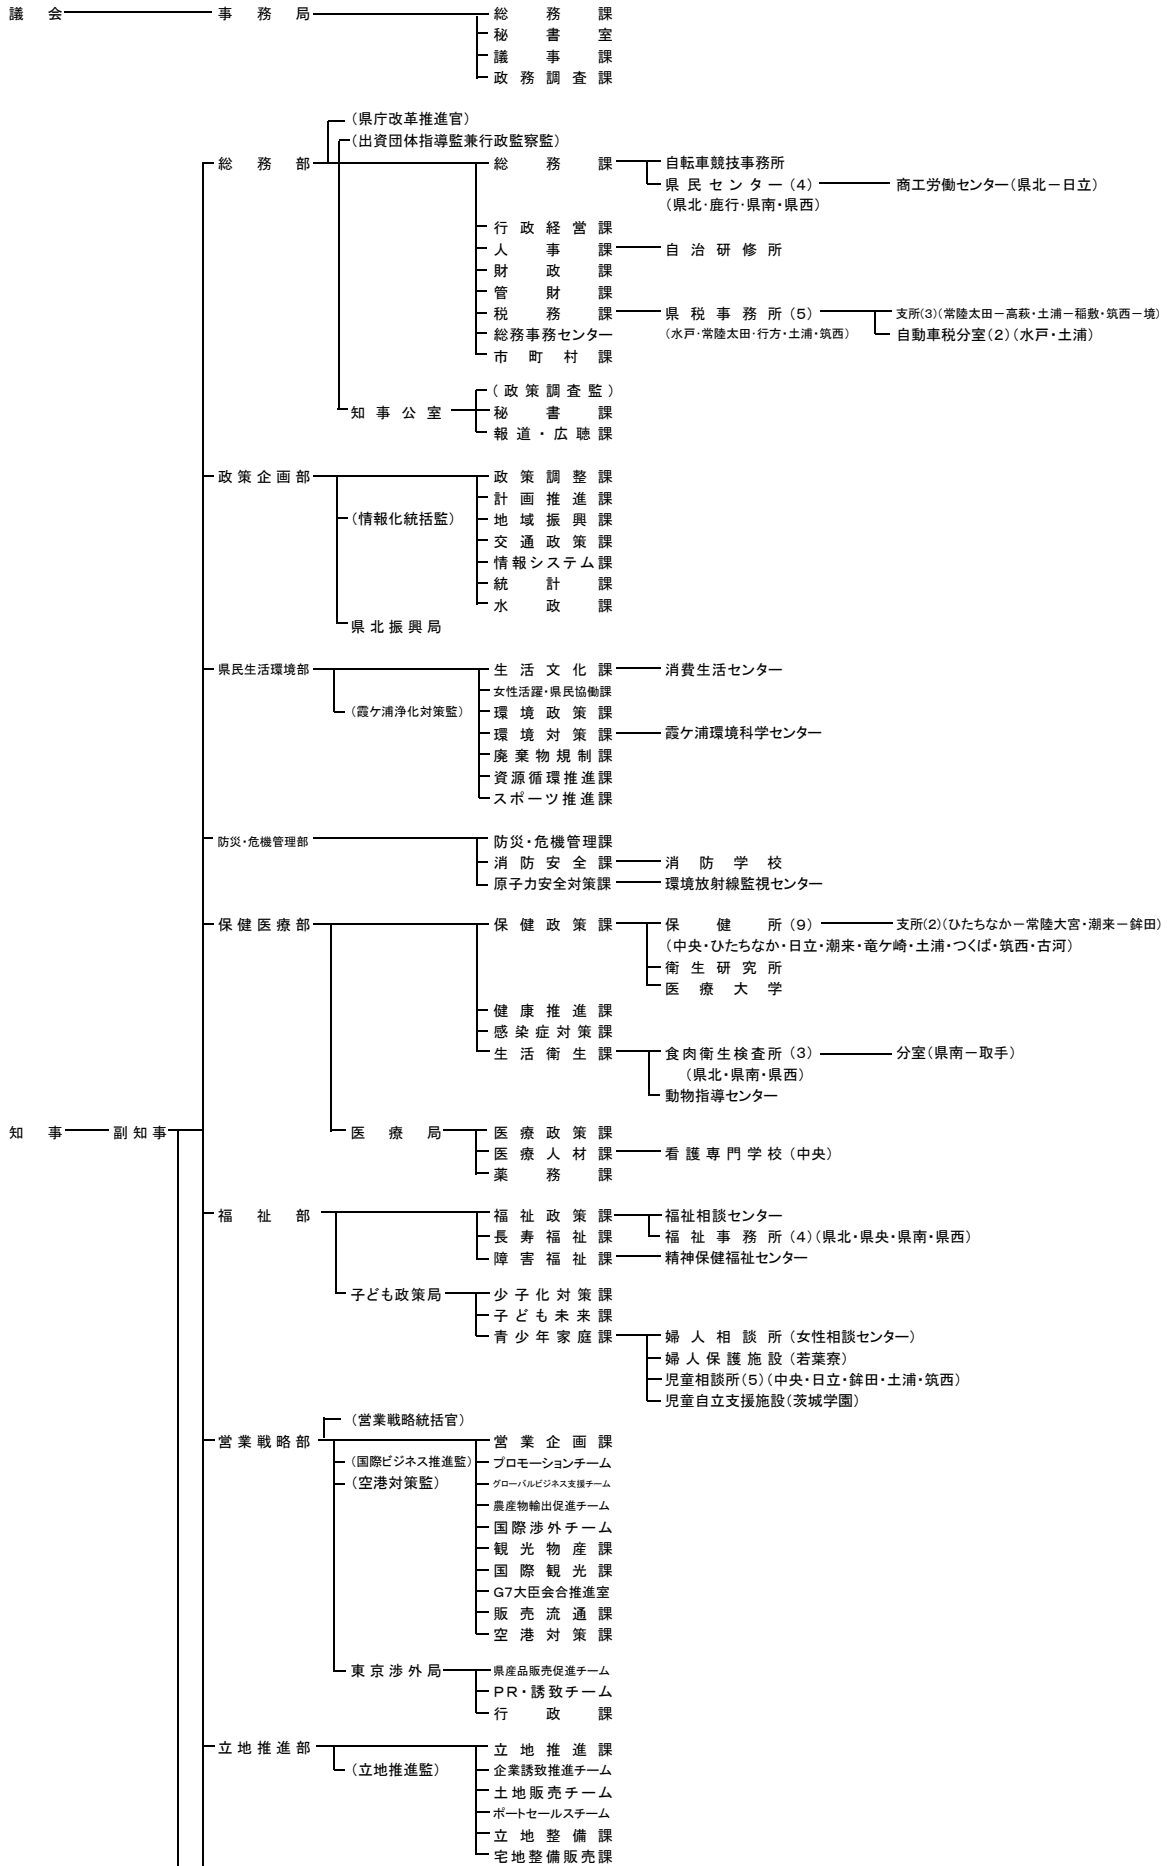 議会 事務局 総務課
秘書室
議事課
政務調査課
(県庁改革推進官)
(出資団体指導監兼行政監察監)
総務部 総務課 自転車競技事務所
県民センター(4) 商工労働センター(県北－日立)
(県北・鹿行・県南・県西)
行政経営課
人事課 自治研修所
財政課
管財課
税務課 県税事務所(5) 支所(3)(常陸太田－高萩・土浦－稲敷・筑西－境)
総務事務センター (水戸・常陸太田・行方・土浦・筑西) 自動車税分室(2)(水戸・土浦)
市町村課
(政策調査監)
知事公室 秘書課
報道・広聴課
政策企画部 政策調整課
計画推進課
(情報化統括監) 地域振興課
交通政策課
情報システム課
統計課
水政課
県北振興局
県民生活環境部 生活文化課 消費生活センター
女性活躍・県民協働課
(霞ケ浦浄化対策監) 環境政策課
環境対策課 霞ケ浦環境科学センター
廃棄物規制課
資源循環推進課
スポーツ推進課
防災・危機管理部 防災・危機管理課
消防安全課 消防学校
原子力安全対策課 環境放射線監視センター
保健医療部 保健政策課 保健所(9) 支所(2)(ひたちなか－常陸大宮・潮来－鉾田)
(中央・ひたちなか・日立・潮来・竜ケ崎・土浦・つくば・筑西・古河)
衛生研究所
医療大学
健康推進課
感染症対策課
生活衛生課 食肉衛生検査所(3) 分室(県南－取手)
(県北・県南・県西)
動物指導センター
知事 副知事 医療局 医療政策課
医療人材課 看護専門学校(中央)
薬務課
福祉部 福祉政策課 福祉相談センター
長寿福祉課 福祉事務所(4)(県北・県央・県南・県西)
障害福祉課 精神保健福祉センター
子ども政策局 少子化対策課
子ども未来課
青少年家庭課 婦人相談所(女性相談センター)
婦人保護施設(若葉寮)
児童相談所(5)(中央・日立・鉾田・土浦・筑西)
児童自立支援施設(茨城学園)
(営業戦略統括官)
営業戦略部 営業企画課
(国際ビジネス推進監) プロモーションチーム
(空港対策監) グローバルビジネス支援チーム
農産物輸出促進チーム
国際渉外チーム
観光物産課
国際観光課
G7大臣会合推進室
販売流通課
空港対策課
東京渉外局 県産品販売促進チーム
PR・誘致チーム
行政課
立地推進部 立地推進課
(立地推進監) 企業誘致推進チーム
土地販売チーム
ポートセールスチーム
立地整備課
宅地整備販売課